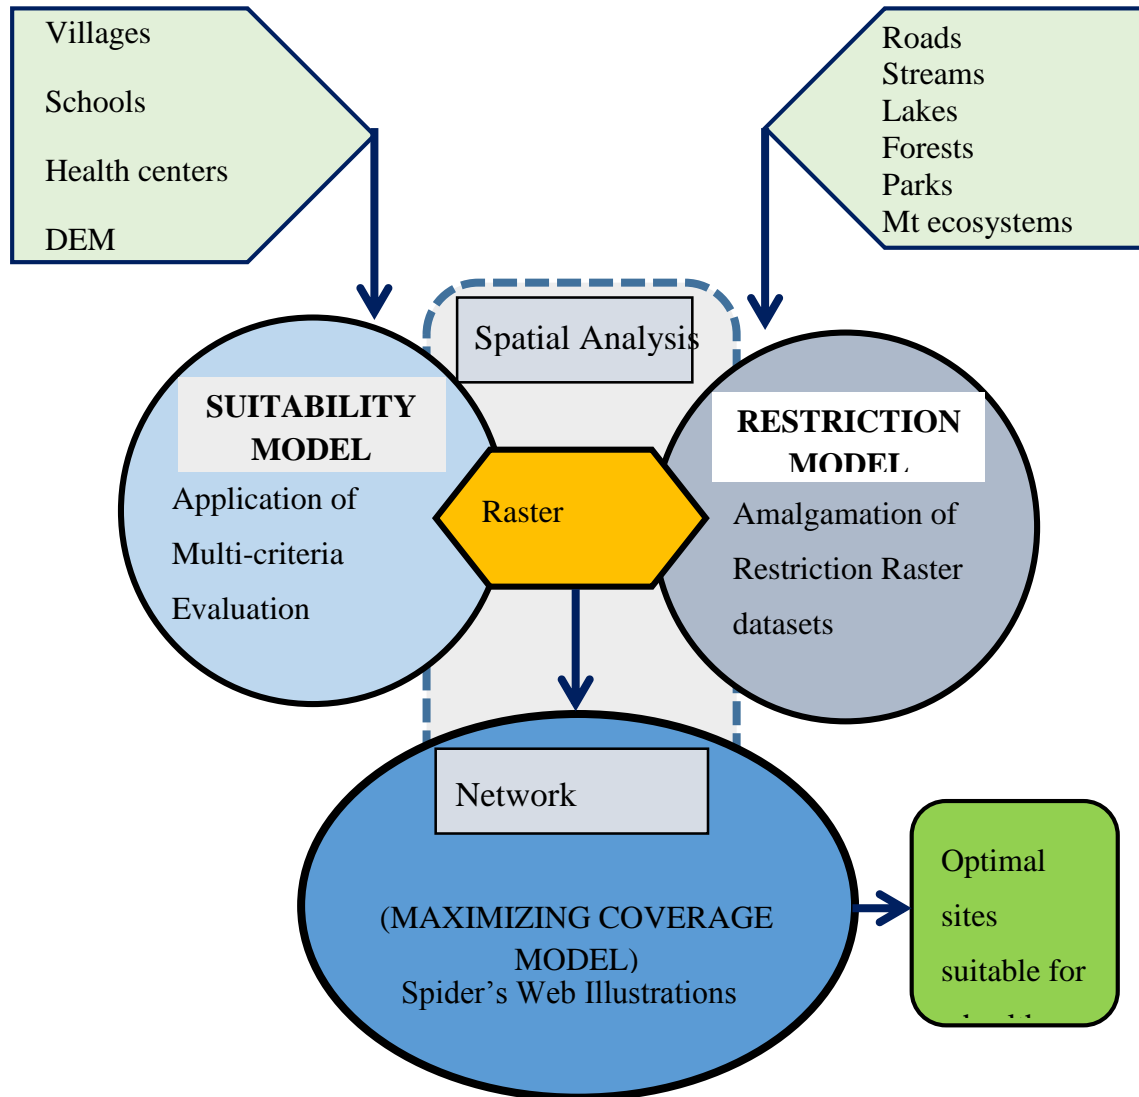 Villages
Schools
Health centers
DEM
Roads
Streams
Lakes
Forests
Parks
Mt ecosystems
Spatial Analysis
SUITABILITY
MODEL
Application of
Multi-criteria
Evaluation
Raster
RESTRICTION
MODEL
Amalgamation of
Restriction Raster
datasets
Network
(MAXIMIZING COVERAGE
MODEL)
Spider’s Web Illustrations
Optimal
sites
suitable for